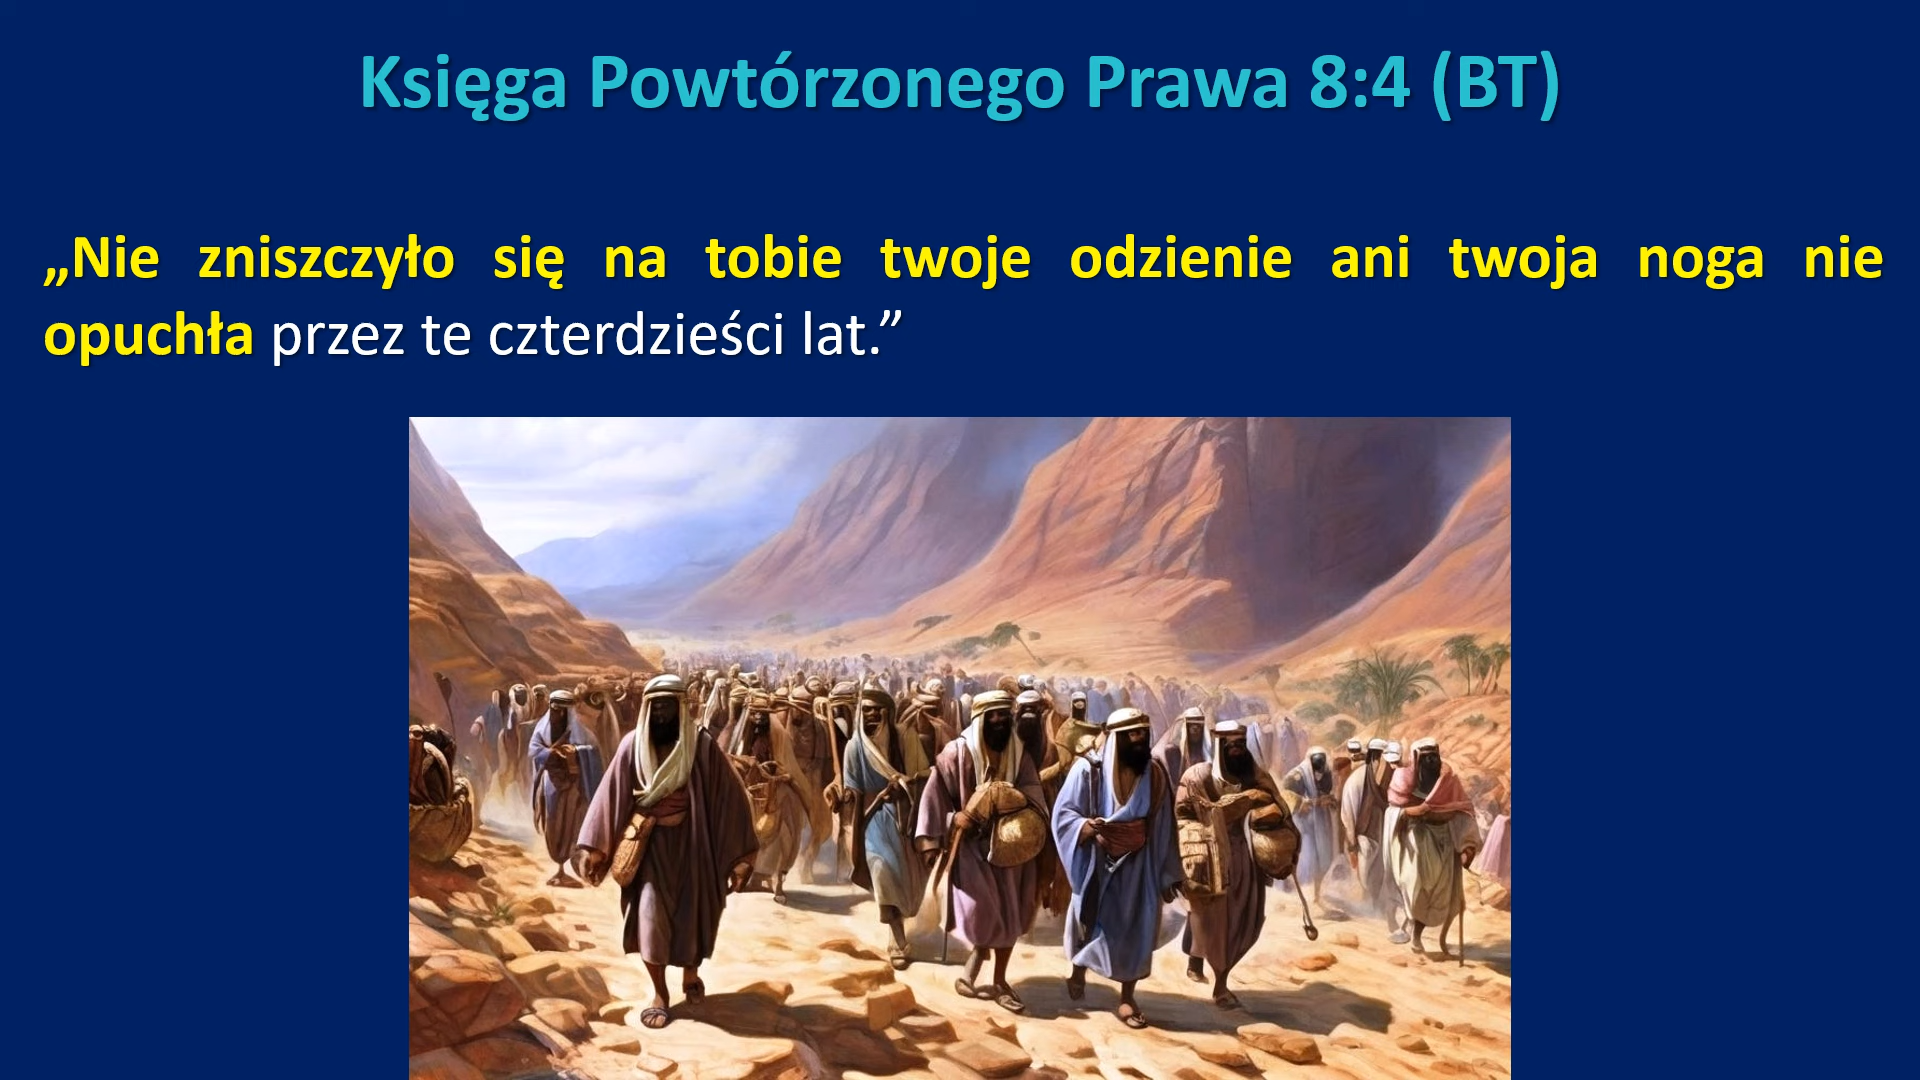 Księga Powtórzonego Prawa 8:4 (BT)
„Nie zniszczyło się na tobie twoje odzienie ani twoja noga nie
opuchła przez te czterdzieści lat.”